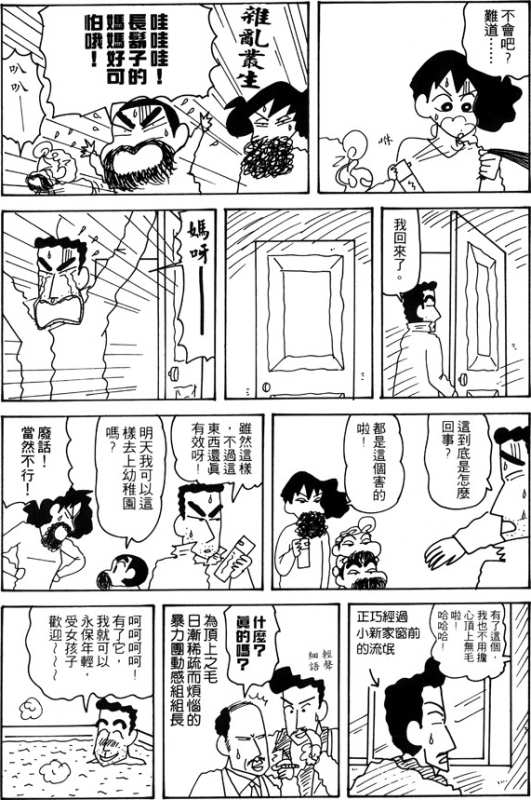 不會吧？
難道……
咔
雜亂叢生
哇哇哇！
長鬍子的
媽媽好可
怕哦！
叭叭——
我回來了。
媽呀——
這到底是怎麼
回事？
都是這個害的
啦！
雖然這樣
，不過這
東西還真
有效呀！
明天我可以這
樣去上幼稚園
嗎？
廢話！
當然不行！
有了這個，
我也不用擔
心頂上無毛
啦！
哈哈哈！
正巧經過
小新家窗前
的流氓
輕聲
細語
什麼？
真的嗎？
為頂上之毛
日漸稀疏而煩惱的
暴力團動感組組長
呵呵呵呵！
有了它，
我就可以
永保年輕，
受女孩子
歡迎～～～